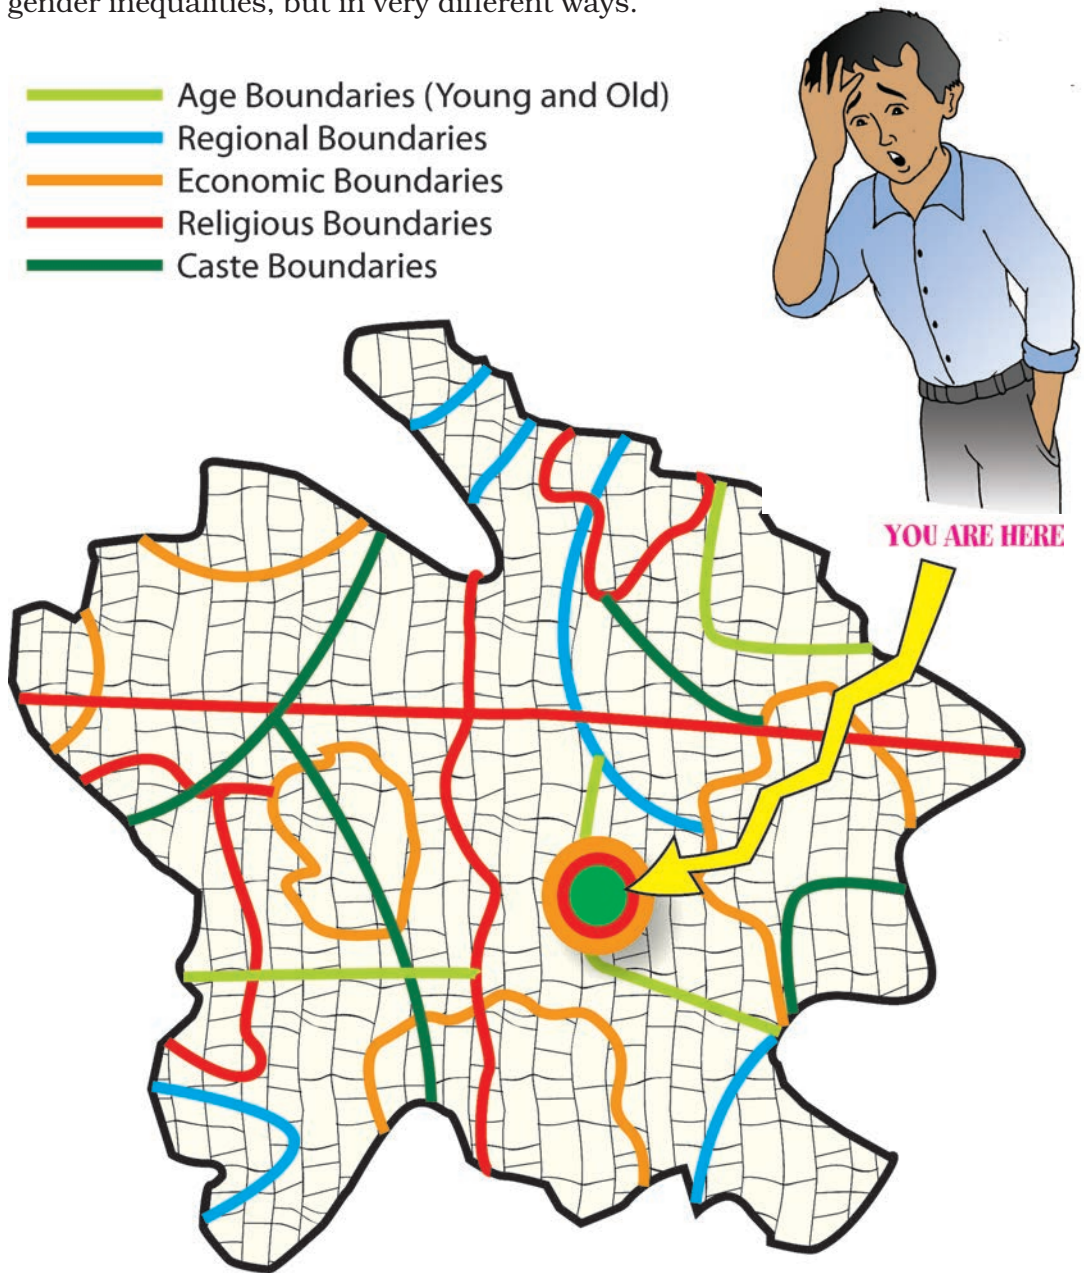 gender inequalities, but in very different ways.
Age Boundaries (Young and Old)
Regional Boundaries
Economic Boundaries
Religious Boundaries
Caste Boundaries
YOU ARE HERE